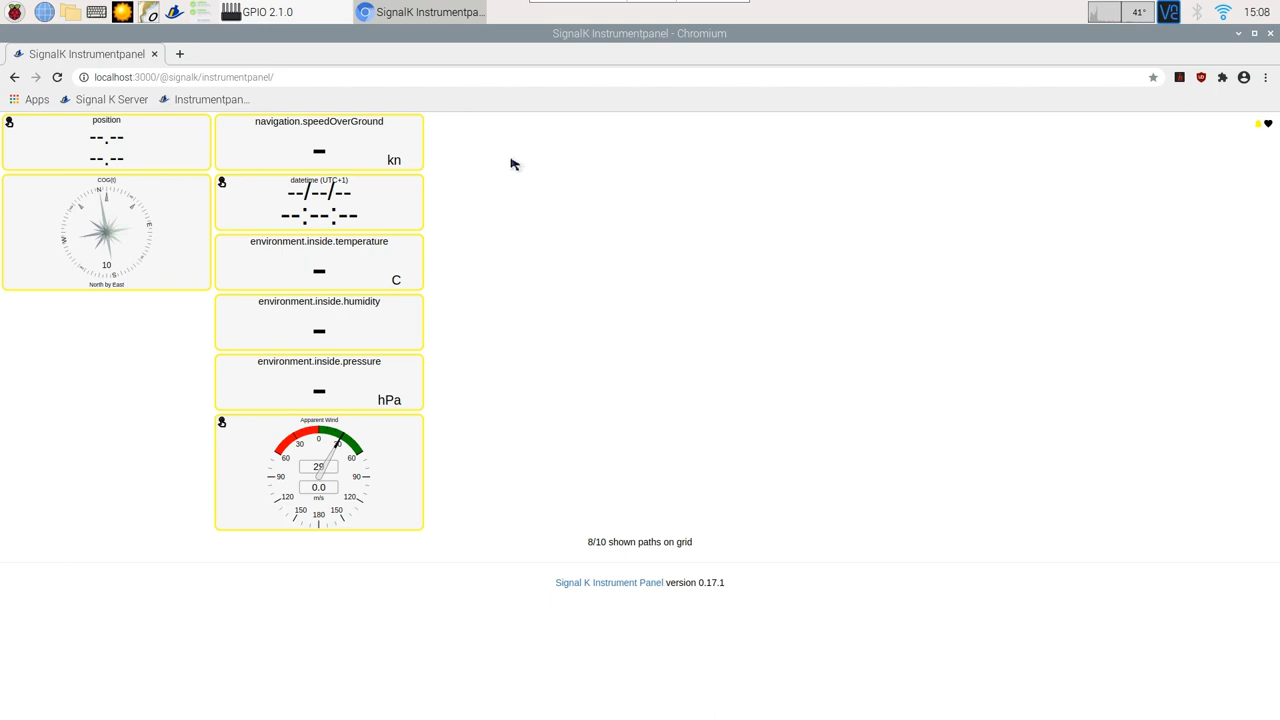 GPIO 2.1.0
SignalK Instrumentpa...
41°
15:08
SignalK Instrumentpanel - Chromium
SignalK Instrumentpanel
localhost:3000/@signalk/instrumentpanel/
Apps
Signal K Server
Instrumentpan...
position
--.--
--.--
COG(t)
N
E
S
W
10
North by East
navigation.speedOverGround
-
kn
datetime (UTC+1)
--/--/--
--:--:--
environment.inside.temperature
-
C
environment.inside.humidity
-
environment.inside.pressure
-
hPa
Apparent Wind
0
30
60
60
29
90
90
0.0
m/s
120
120
150
180
150
8/10 shown paths on grid
Signal K Instrument Panel version 0.17.1